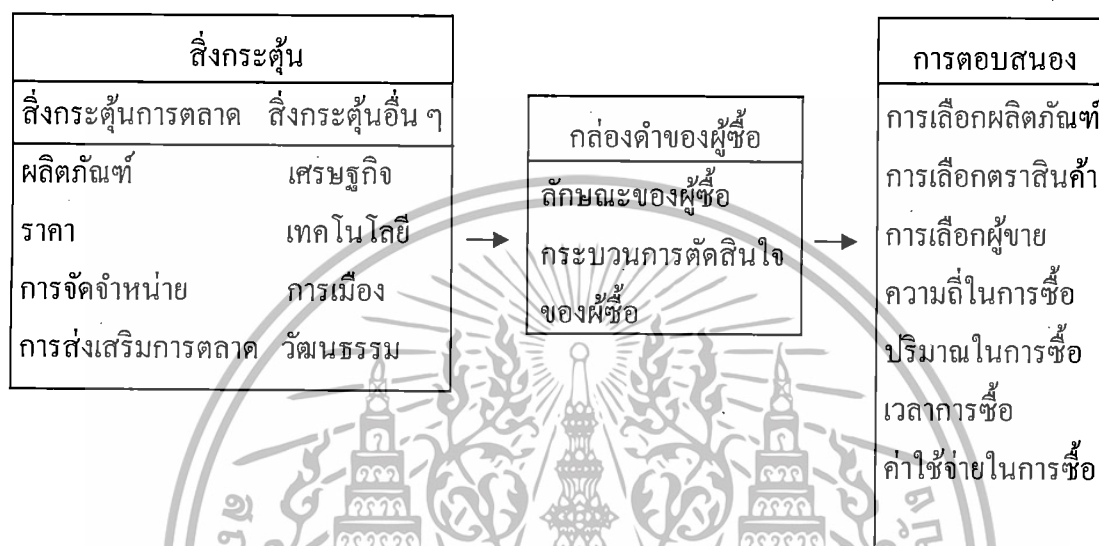 สิ่งกระตุ้น
สิ่งกระตุ้นการตลาด สิ่งกระตุ้นอื่น ๆ
ผลิตภัณฑ์ เศรษฐกิจ
ราคา เทคโนโลยี
การจัดจำหน่าย การเมือง
การส่งเสริมการตลาด วัฒนธรรม
กล่องดำของผู้ซื้อ
ลักษณะของผู้ซื้อ
กระบวนการตัดสินใจ
ของผู้ซื้อ
การตอบสนอง
การเลือกผลิตภัณฑ์
การเลือกตราสินค้า
การเลือกผู้ขาย
ความถี่ในการซื้อ
ปริมาณในการซื้อ
เวลาการซื้อ
ค่าใช้จ่ายในการซื้อ